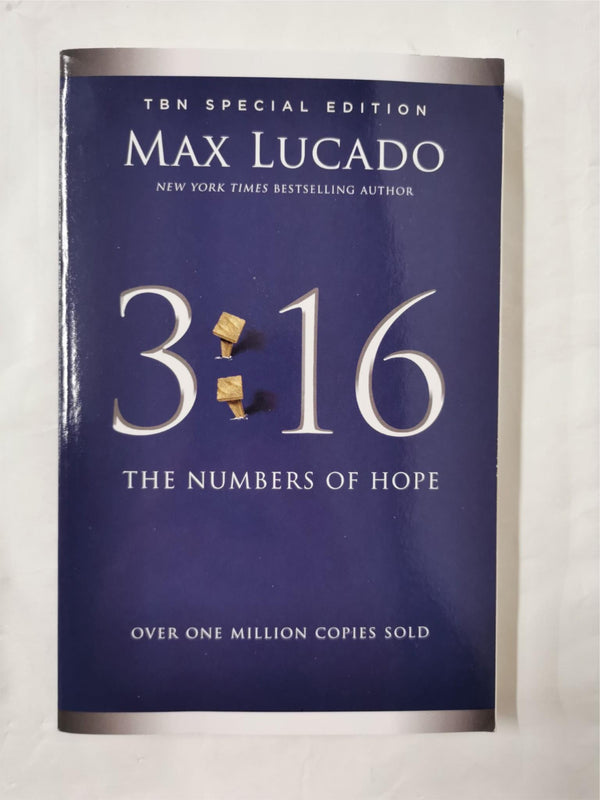 TBN SPECIAL EDITION
MAX LUCADO
NEW YORK TIMES BESTSELLING AUTHOR
3:16
THE NUMBERS OF HOPE
OVER ONE MILLION COPIES SOLD